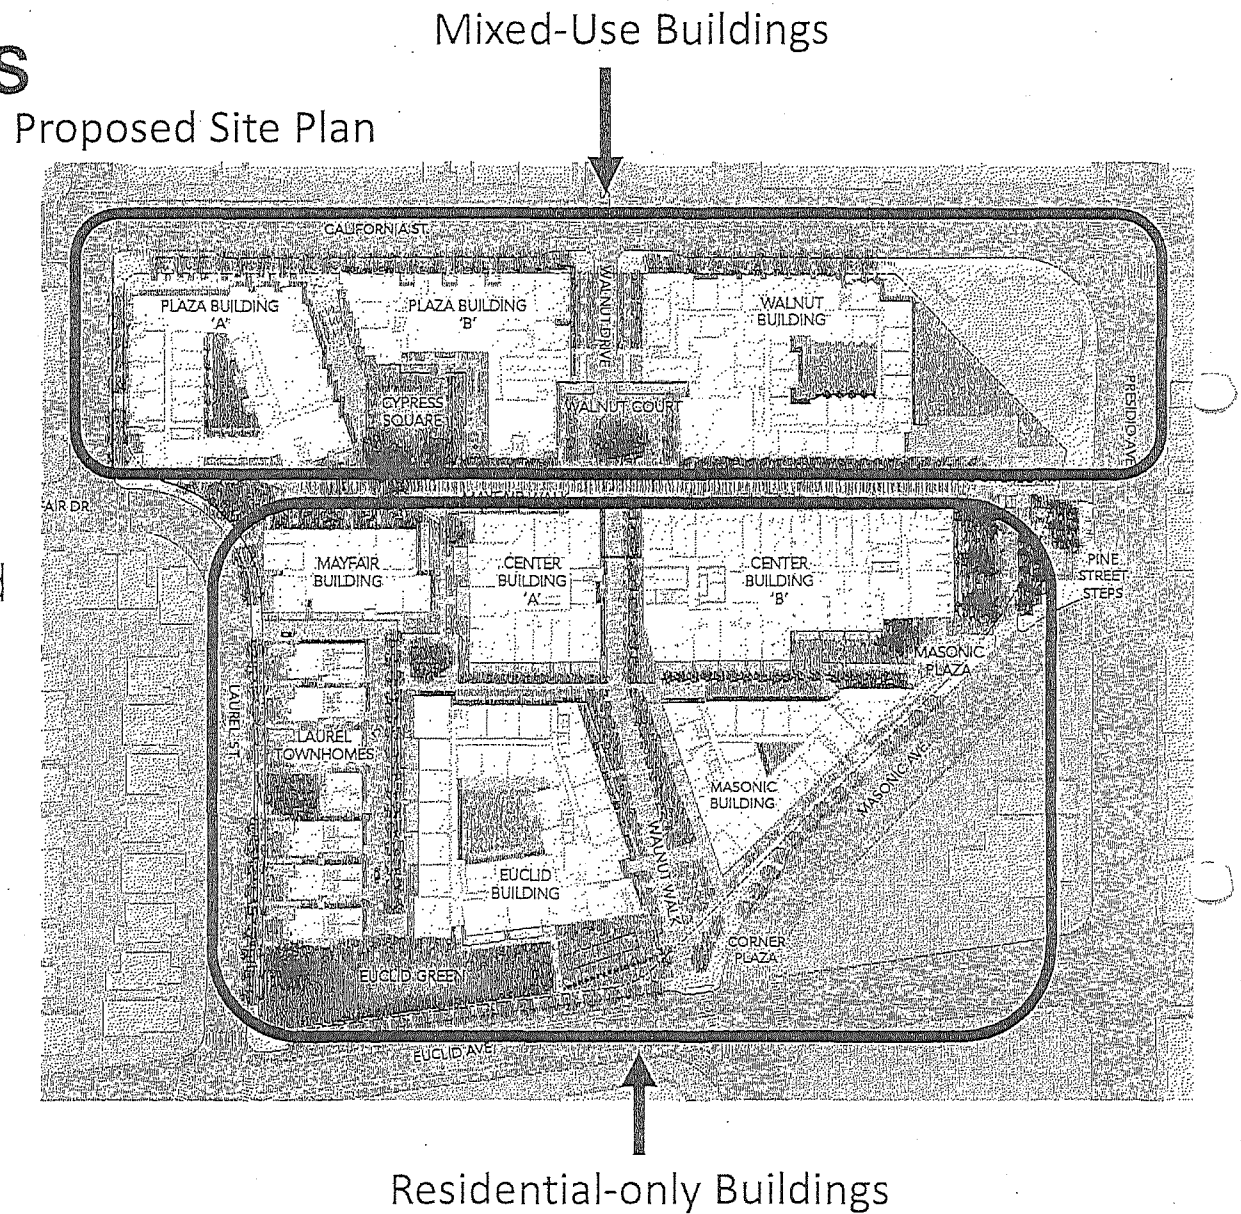 Mixed-Use Buildings
s
Proposed Site Plan
CALIFORNIA ST.
PLAZA BUILDING
'A'
PLAZA BUILDING
'B'
WALNUT DRIVE
WALNUT
BUILDING
CYPRESS
SQUARE
WALNUT COURT
PRESIDIO AVE
AIR DR.
d
MAYFAIR
BUILDING
CENTER
BUILDING
'A'
CENTER
BUILDING
'B'
PINE
STREET
STEPS
MASONIC
PLAZA
LAUREL ST.
LAUREL
TOWNHOMES
MASONIC
BUILDING
MASONIC AVE
EUCLID
BUILDING
WALNUT WALK
CORNER
PLAZA
EUCLID GREEN
EUCLID AVE
Residential-only Buildings